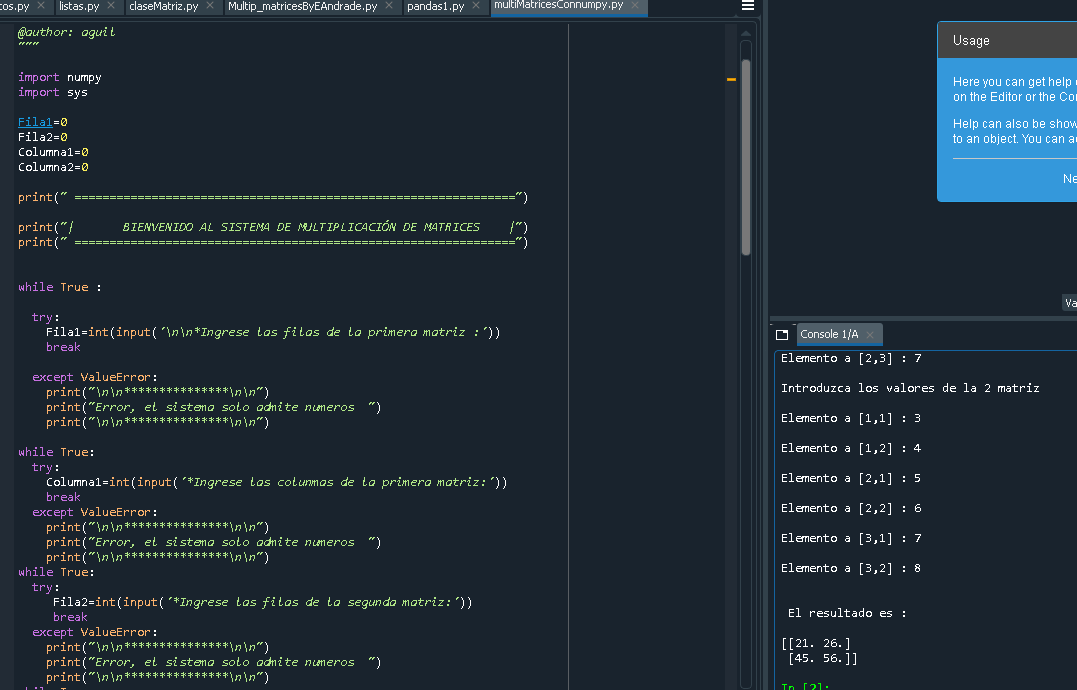 tos.py listas.py claseMatriz.py Multip_matricesByEAndrade.py pandas1.py multiMatricesConnumpy.py
@author: aguil
"""
import numpy
import sys
Fila1=0
Fila2=0
Columna1=0
Columna2=0
print(" ===============================================================")
print("|       BIENVENIDO AL SISTEMA DE MULTIPLICACIÓN DE MATRICES    |")
print(" ===============================================================")
while True :
try:
Fila1=int(input('\n\n*Ingrese las filas de la primera matriz :'))
break
except ValueError:
print("\n\n***************\n\n")
print("Error, el sistema solo admite numeros  ")
print("\n\n***************\n\n")
while True:
try:
Columna1=int(input('*Ingrese las columnas de la primera matriz:'))
break
except ValueError:
print("\n\n***************\n\n")
print("Error, el sistema solo admite numeros  ")
print("\n\n***************\n\n")
while True:
try:
Fila2=int(input('*Ingrese las filas de la segunda matriz:'))
break
except ValueError:
print("\n\n***************\n\n")
print("Error, el sistema solo admite numeros  ")
print("\n\n***************\n\n")
Usage
Here you can get help
on the Editor or the Co
Help can also be show
to an object. You can a
Ne
Va
Console 1/A
Elemento a [2,3] : 7
Introduzca los valores de la 2 matriz
Elemento a [1,1] : 3
Elemento a [1,2] : 4
Elemento a [2,1] : 5
Elemento a [2,2] : 6
Elemento a [3,1] : 7
Elemento a [3,2] : 8
El resultado es :
[[21. 26.]
[45. 56.]]
In [2]: